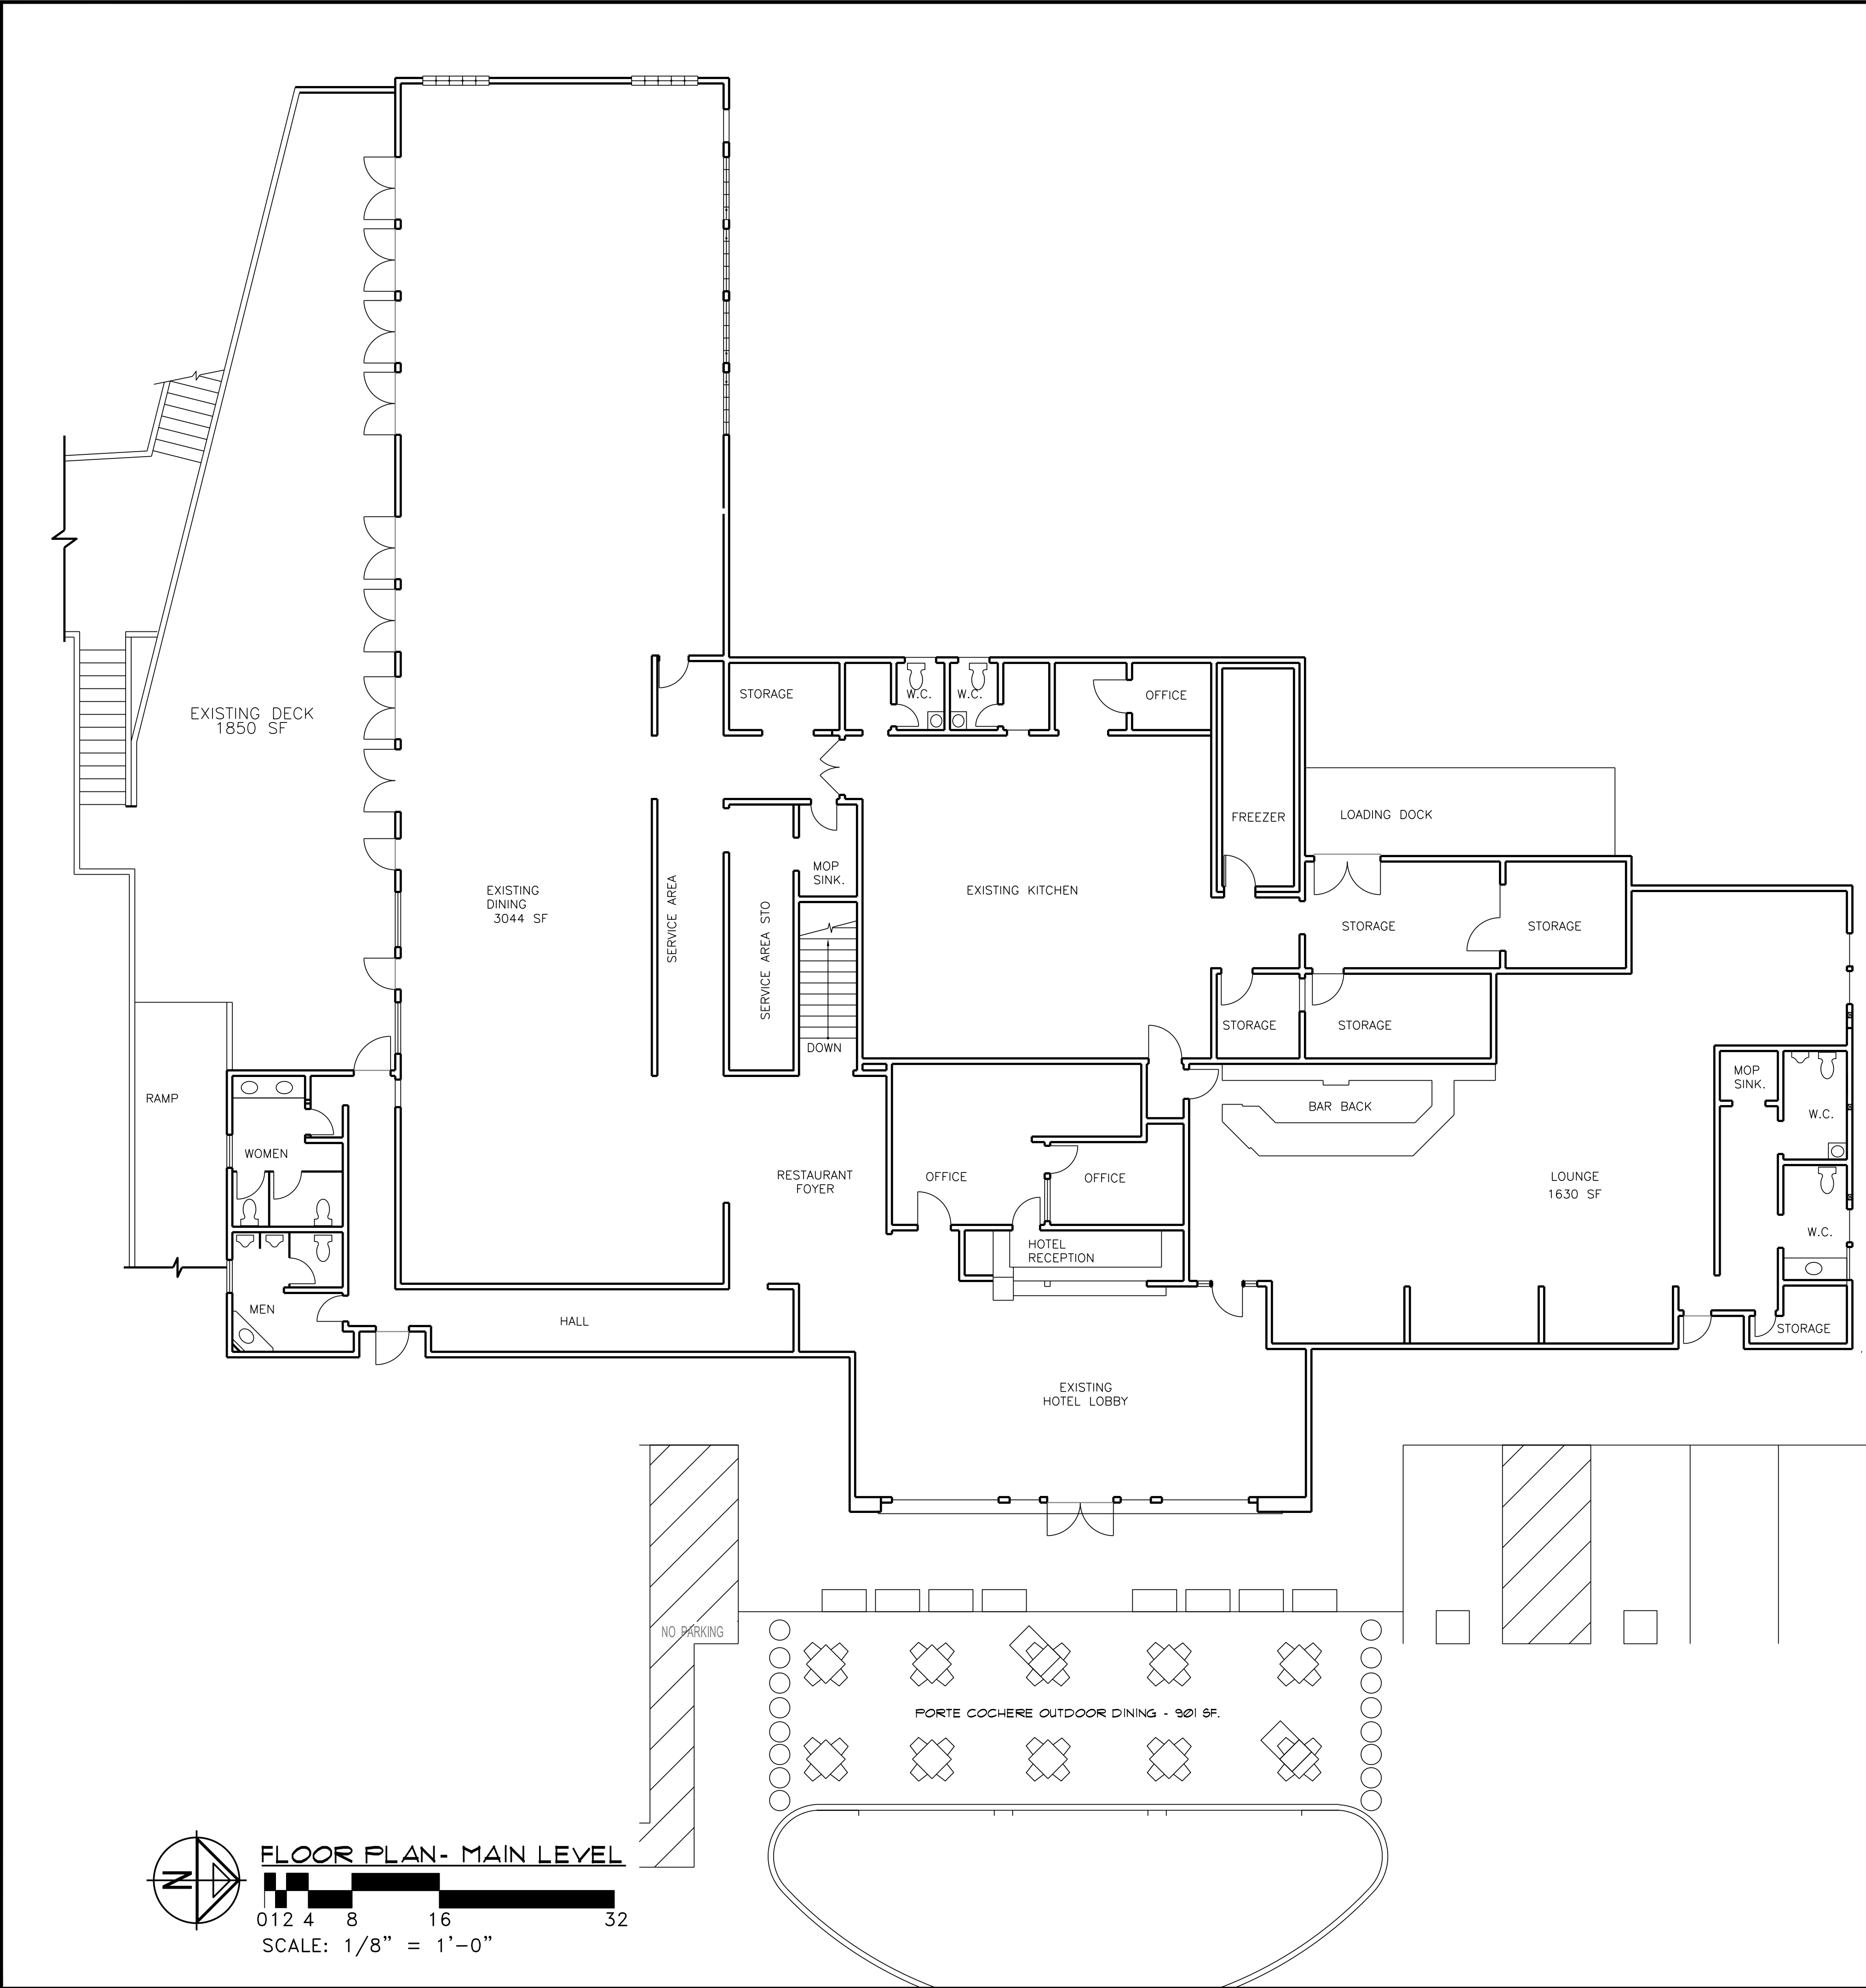 STORAGE
W.C.
W.C.
OFFICE
EXISTING DECK
1850 SF
FREEZER
LOADING DOCK
MOP
SINK.
EXISTING
DINING
3044 SF
SERVICE AREA
SERVICE AREA STO
EXISTING KITCHEN
STORAGE
STORAGE
STORAGE
STORAGE
DOWN
RAMP
BAR BACK
MOP
SINK.
W.C.
WOMEN
RESTAURANT
FOYER
OFFICE
OFFICE
LOUNGE
1630 SF
W.C.
HOTEL
RECEPTION
MEN
HALL
STORAGE
EXISTING
HOTEL LOBBY
NO PARKING
PORTE COCHERE OUTDOOR DINING - 901 SF.
N
FLOOR PLAN- MAIN LEVEL
0 1 2 4 8 16 32
SCALE: 1/8" = 1'-0"